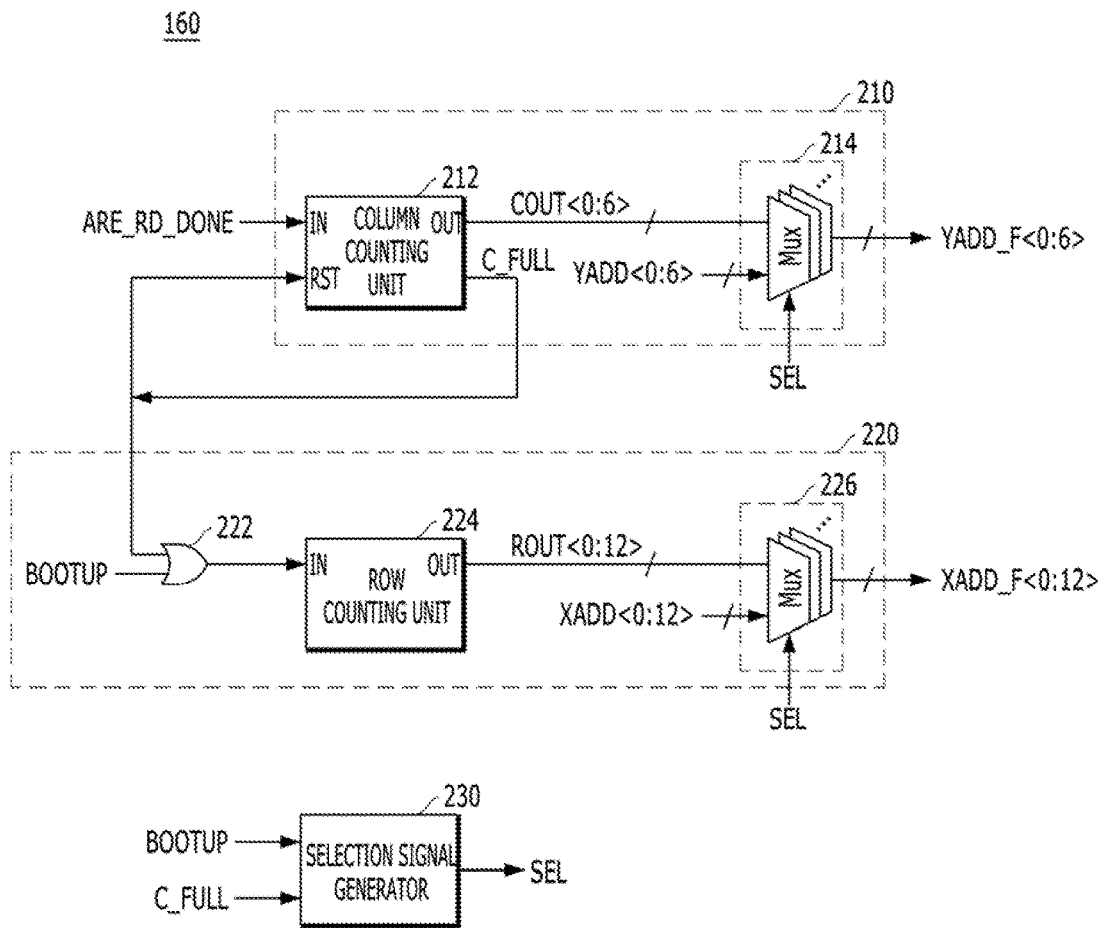 160
210
214
212
ARE_RD_DONE
IN
COLUMN
COUNTING
UNIT
OUT
RST
COUT<0:6>
C_FULL
YADD<0:6>
Mux
...
YADD_F<0:6>
SEL
220
226
222
224
BOOTUP
IN
OUT
ROW
COUNTING UNIT
ROUT<0:12>
XADD<0:12>
Mux
...
XADD_F<0:12>
SEL
230
BOOTUP
C_FULL
SELECTION SIGNAL
GENERATOR
SEL